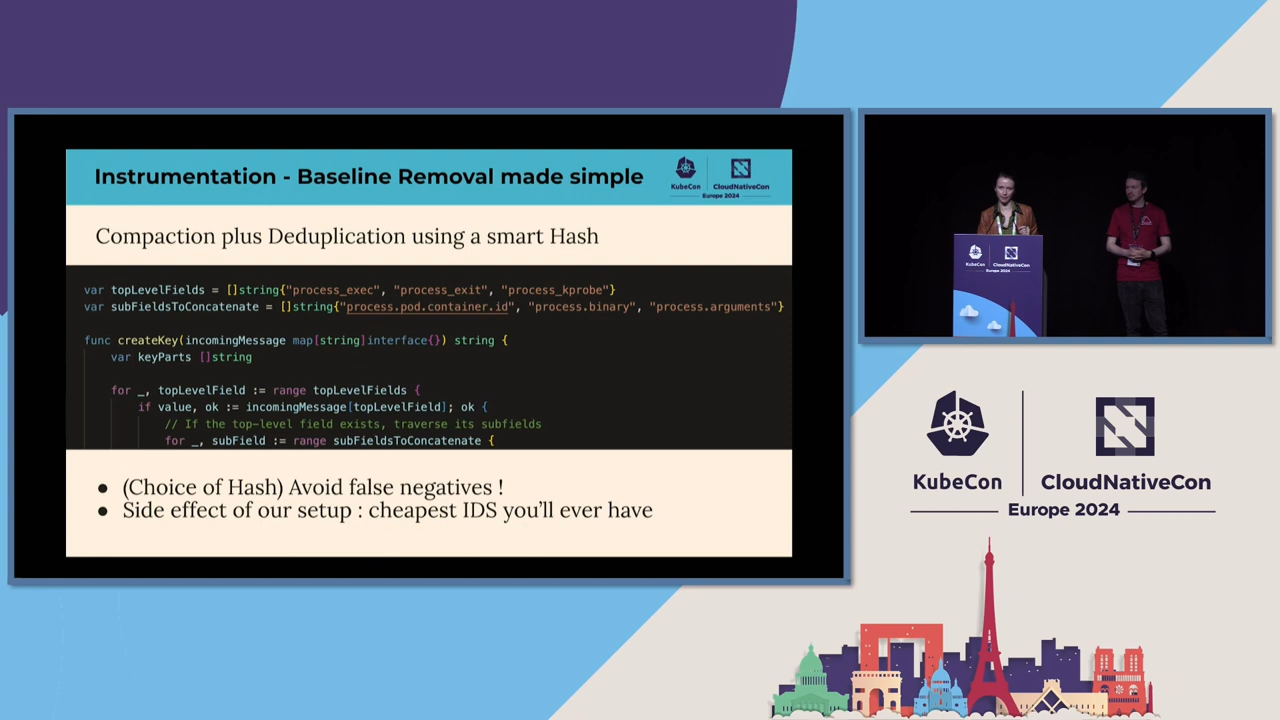 Instrumentation - Baseline Removal made simple
KubeCon
CloudNativeCon
Europe 2024
Compaction plus Deduplication using a smart Hash
var topLevelFields = []string{"process_exec", "process_exit", "process_kprobe"}
var subFieldsToConcatenate = []string{"process.pod.container.id", "process.binary", "process.arguments"}
func createKey(incomingMessage map[string]interface{}) string {
var keyParts []string
for _, topLevelField := range topLevelFields {
if value, ok := incomingMessage[topLevelField]; ok {
// If the top-level field exists, traverse its subfields
for _, subField := range subFieldsToConcatenate {
• (Choice of Hash) Avoid false negatives !
• Side effect of our setup : cheapest IDS you'll ever have
KubeCon
CloudNativeCon
Europe 2024
KubeCon
CloudNativeCon
Europe 2024